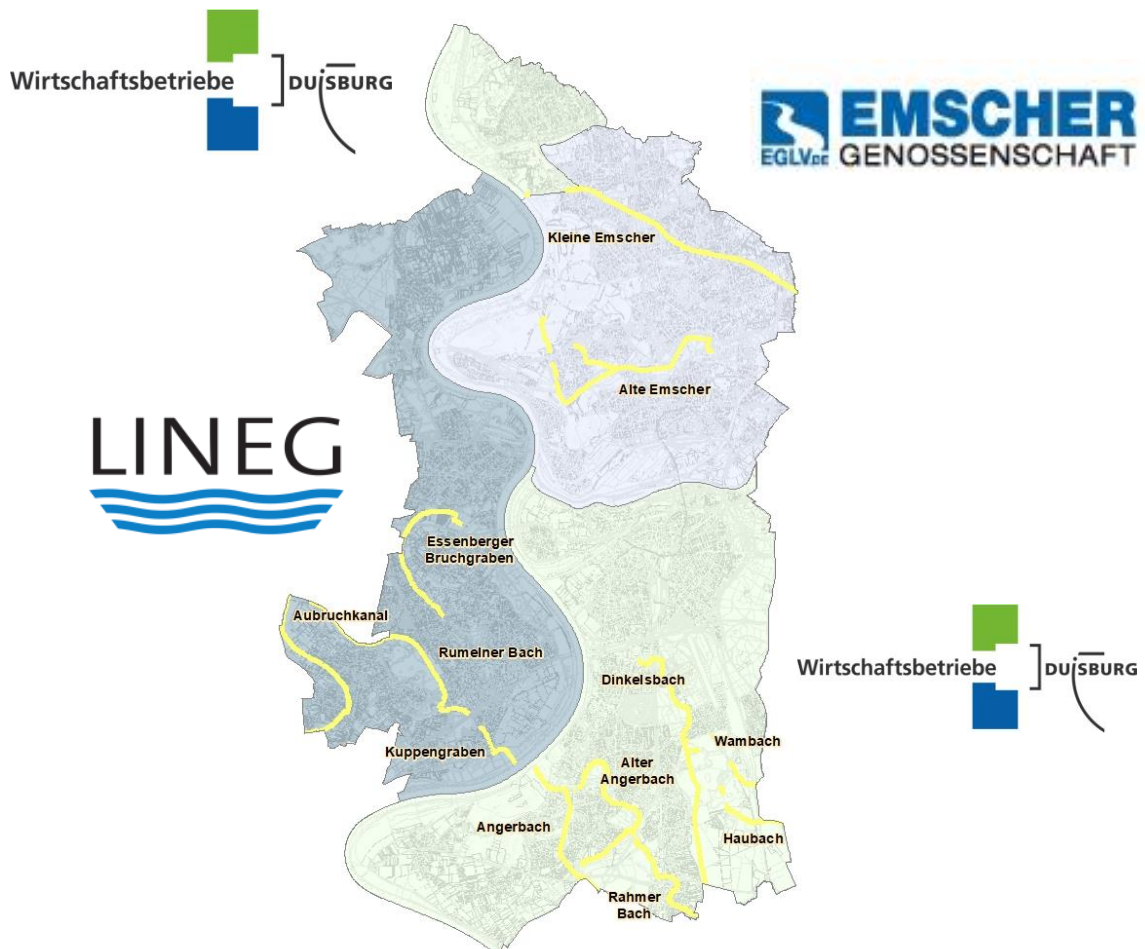 Wirtschaftsbetriebe DUISBURG
EGLV.DE
EMSCHER
GENOSSENSCHAFT
Kleine Emscher
Alte Emscher
LINEG
Essenberger
Bruchgraben
Aubruchkanal
Rumelner Bach
Wirtschaftsbetriebe DUISBURG
Dinkelsbach
Kuppengraben
Wambach
Alter
Angerbach
Angerbach
Haubach
Rahmer
Bach